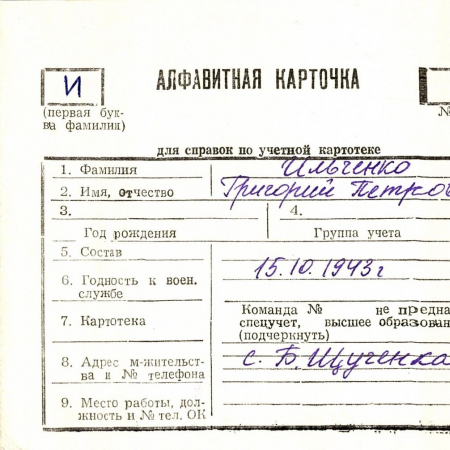 И
АЛФАВИТНАЯ КАРТОЧКА
(первая бук-
ва фамилии)
№
для справок по учетной картотеке
1. Фамилия Ильченко
2. Имя, отчество Григорий Петров
3. 4.
Год рождения Группа учета
5. Состав
6. Годность к воен.
службе
15.10.1943г
7. Картотека
Команда № не предна
спецучет, высшее образован
(подчеркнуть)
8. Адрес м-жительст-
ва и № телефона
с. Б. Щученка
9. Место работы, дол-
жность и № тел. ОК